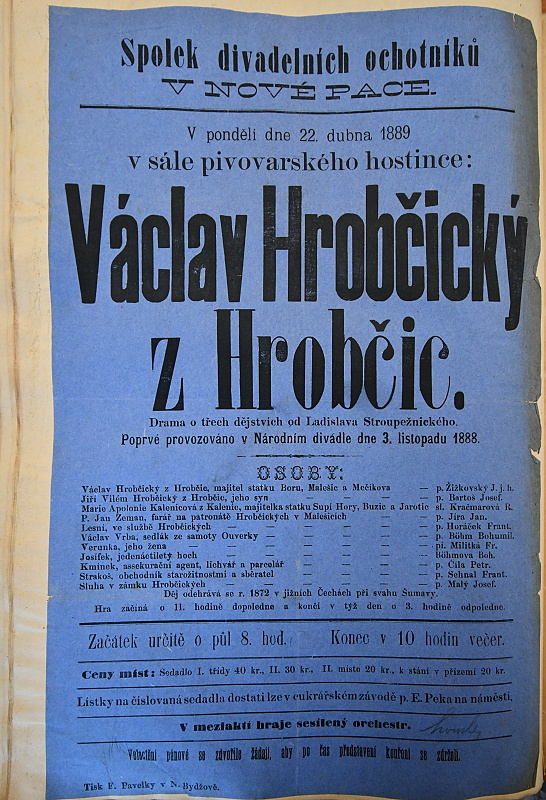 Spolek divadelních ochotníků
V NOVÉ PACE.
V pondělí dne 22. dubna 1889
v sále pivovarského hostince:
Václav Hrobčický
z Hrobčic.
Drama o třech dějstvích od Ladislava Stroupežnického.
Poprvé provozováno v Národním divádle dne 3. listopadu 1888.
OSOBY:
Václav Hrobčický z Hrobčic, majitel statku Boru, Malešic a Mečíkova — p. Žižkovský J. j. h.
Jiří Vilém Hrobčický z Hrobčic, jeho syn — — — — — p. Bartoš Josef.
Marie Apolonie Kalenicová z Kalenic, majitelka statku Supí Hory, Buzic a Jarotic sl. Kračmarová R.
P. Jan Zeman, farář na patronátě Hrobčických v Malešicích — — — p. Jíra Jan.
Lesní, ve službě Hrobčických — — — — — — p. Horáček Frant.
Václav Vrba, sedlák ze samoty Ouverky — — — — — p. Böhm Bohumil.
Verunka, jeho žena — — — — — — — pí. Militká Fr.
Josífek, jedenáctiletý hoch — — — — — — Böhmova Boh.
Kminek, assekurační agent, lichvář a parcelář — — — — p. Číla Petr.
Strakoš, obchodník starožitnostmi a sběratel — — — — p. Sehnal Frant.
Sluha v zámku Hrobčických — — — — — — p. Malý Josef.
Děj odehrává se r. 1872 v jižních Čechách při svahu Šumavy.
Hra začíná o 11. hodině dopoledne a končí v týž den o 3. hodině odpoledne.
Začátek určitě o půl 8. hod. Konec v 10 hodin večer.
Ceny míst: Sedadlo I. třídy 40 kr., II. 30 kr., II. místo 20 kr., k stání v přízemí 20 kr.
Lístky na číslovaná sedadla dostati lze v cukrářském závodě p. E. Peka na náměstí.
V meziaktí hraje sesílený orchestr.
Veletění pánové se zdvořile žádají, aby po čas představení kouření se zdrželi.
Tisk F. Pavelky v N. Bydžově.